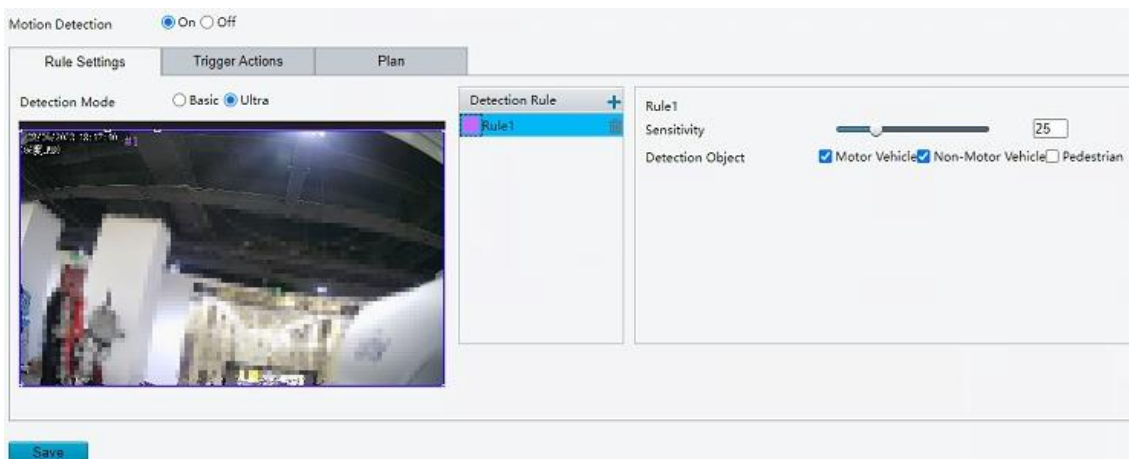 Motion Detection On Off
Rule Settings Trigger Actions Plan
Detection Mode Basic Ultra
Detection Rule +
Rule1
#1
Rule1
Sensitivity 25
Detection Object Motor Vehicle Non-Motor Vehicle Pedestrian
Save